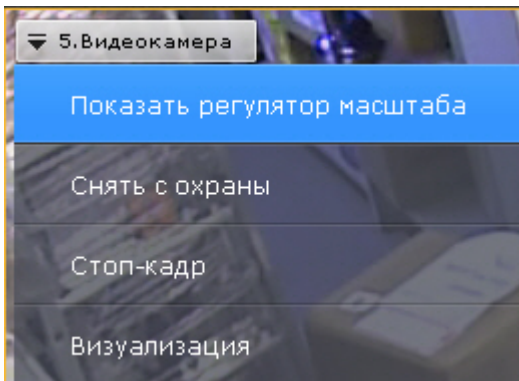 5.Видеокамера
Показать регулятор масштаба
Снять с охраны
Стоп-кадр
Визуализация